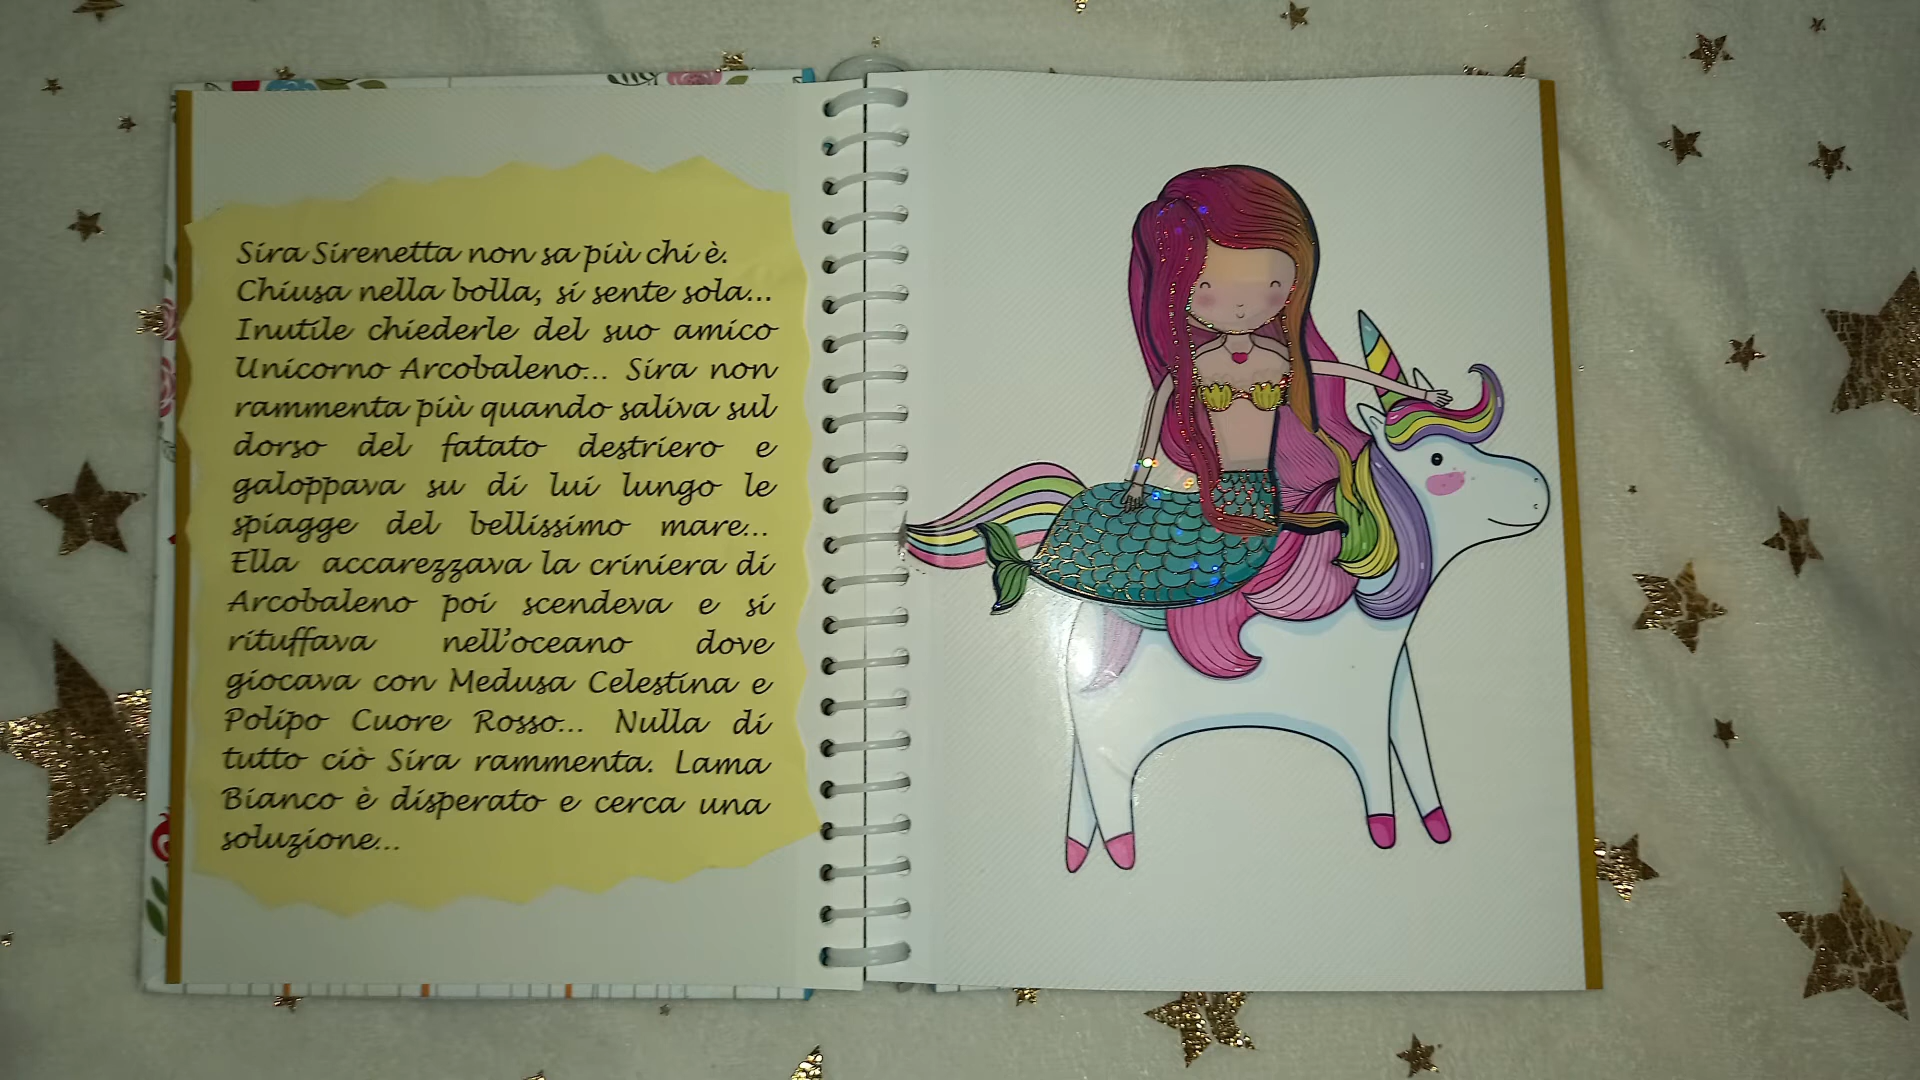 Sira Sirenetta non sa più chi è.
Chiusa nella bolla, si sente sola...
Inutile chiederle del suo amico
Unicorno Arcobaleno... Sira non
rammenta più quando saliva sul
dorso del fatato destriero e
galoppava su di lui lungo le
spiagge del bellissimo mare...
Ella accarezzava la criniera di
Arcobaleno poi scendeva e si
rituffava nell'oceano dove
giocava con Medusa Celestina e
Polipo Cuore Rosso... Nulla di
tutto ciò Sira rammenta. Lama
Bianco è disperato e cerca una
soluzione...